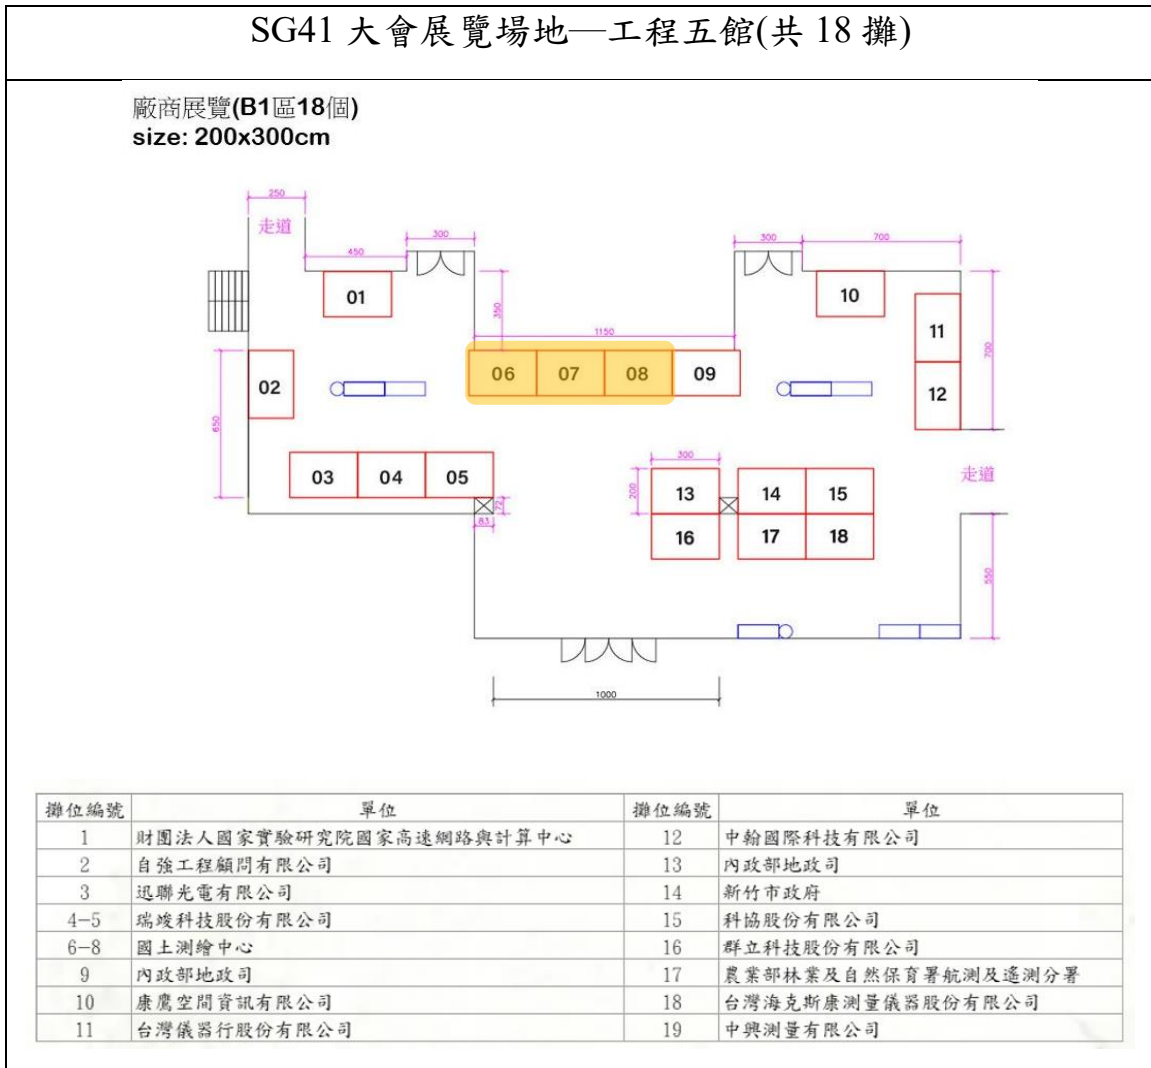 SG41 大會展覽場地—工程五館(共 18 攤)
廠商展覽(B1區18個)
size: 200x300cm
250
走道
450
300
300
700
01
10
350
11
700
1150
02
06
07
08
09
12
650
300
走道
03
04
05
200
13
14
15
72
83
16
17
18
550
1000
攤位編號 單位 攤位編號 單位
1 財團法人國家實驗研究院國家高速網路與計算中心 12 中翰國際科技有限公司
2 自強工程顧問有限公司 13 內政部地政司
3 迅聯光電有限公司 14 新竹市政府
4-5 瑞竣科技股份有限公司 15 科協股份有限公司
6-8 國土測繪中心 16 群立科技股份有限公司
9 內政部地政司 17 農業部林業及自然保育署航測及遙測分署
10 康鷹空間資訊有限公司 18 台灣海克斯康測量儀器股份有限公司
11 台灣儀器行股份有限公司 19 中興測量有限公司